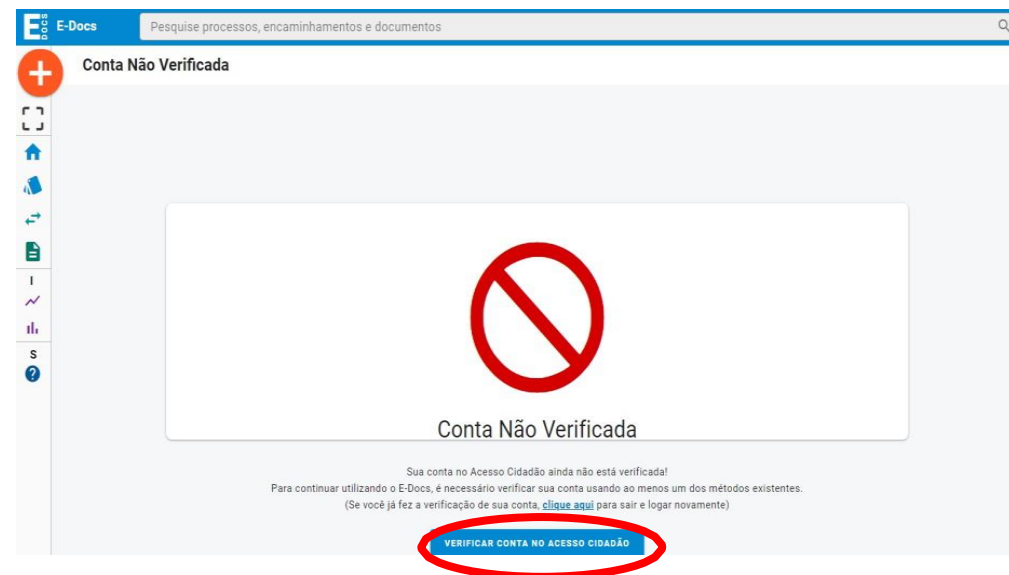 E DOCS E-Docs Pesquise processos, encaminhamentos e documentos
Conta Não Verificada
I
S
?
Conta Não Verificada
Sua conta no Acesso Cidadão ainda não está verificada!
Para continuar utilizando o E-Docs, é necessário verificar sua conta usando ao menos um dos métodos existentes.
(Se você já fez a verificação de sua conta, clique aqui para sair e logar novamente)
VERIFICAR CONTA NO ACESSO CIDADÃO